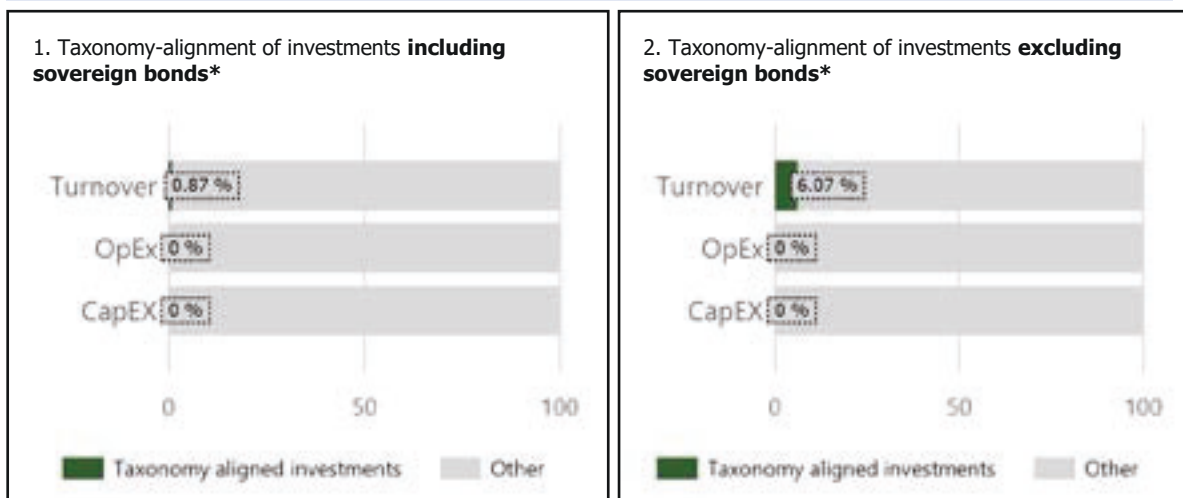 1. Taxonomy-alignment of investments including
sovereign bonds*
Turnover 0.87 %
OpEx 0 %
CapEX 0 %
0 50 100
Taxonomy aligned investments Other
2. Taxonomy-alignment of investments excluding
sovereign bonds*
Turnover 6.07 %
OpEx 0 %
CapEX 0 %
0 50 100
Taxonomy aligned investments Other